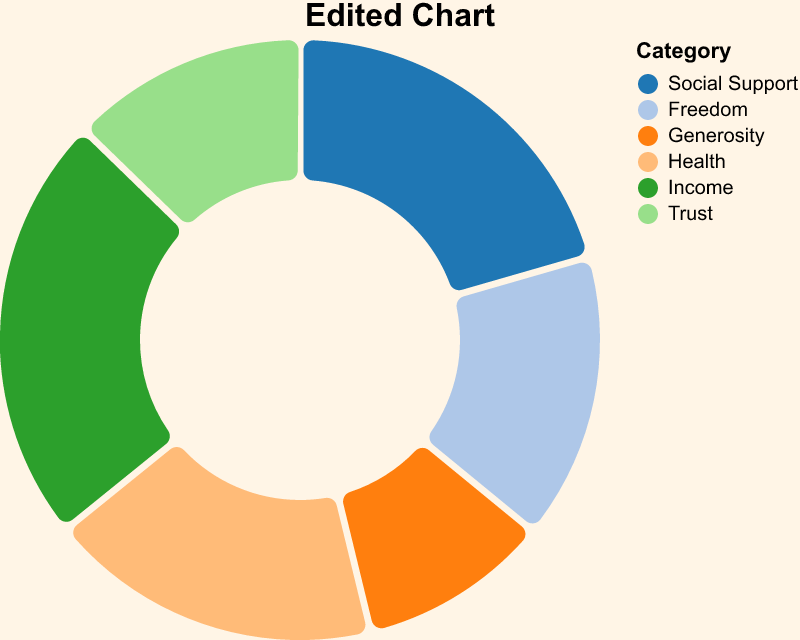 Edited Chart
Category
Social Support
Freedom
Generosity
Health
Income
Trust